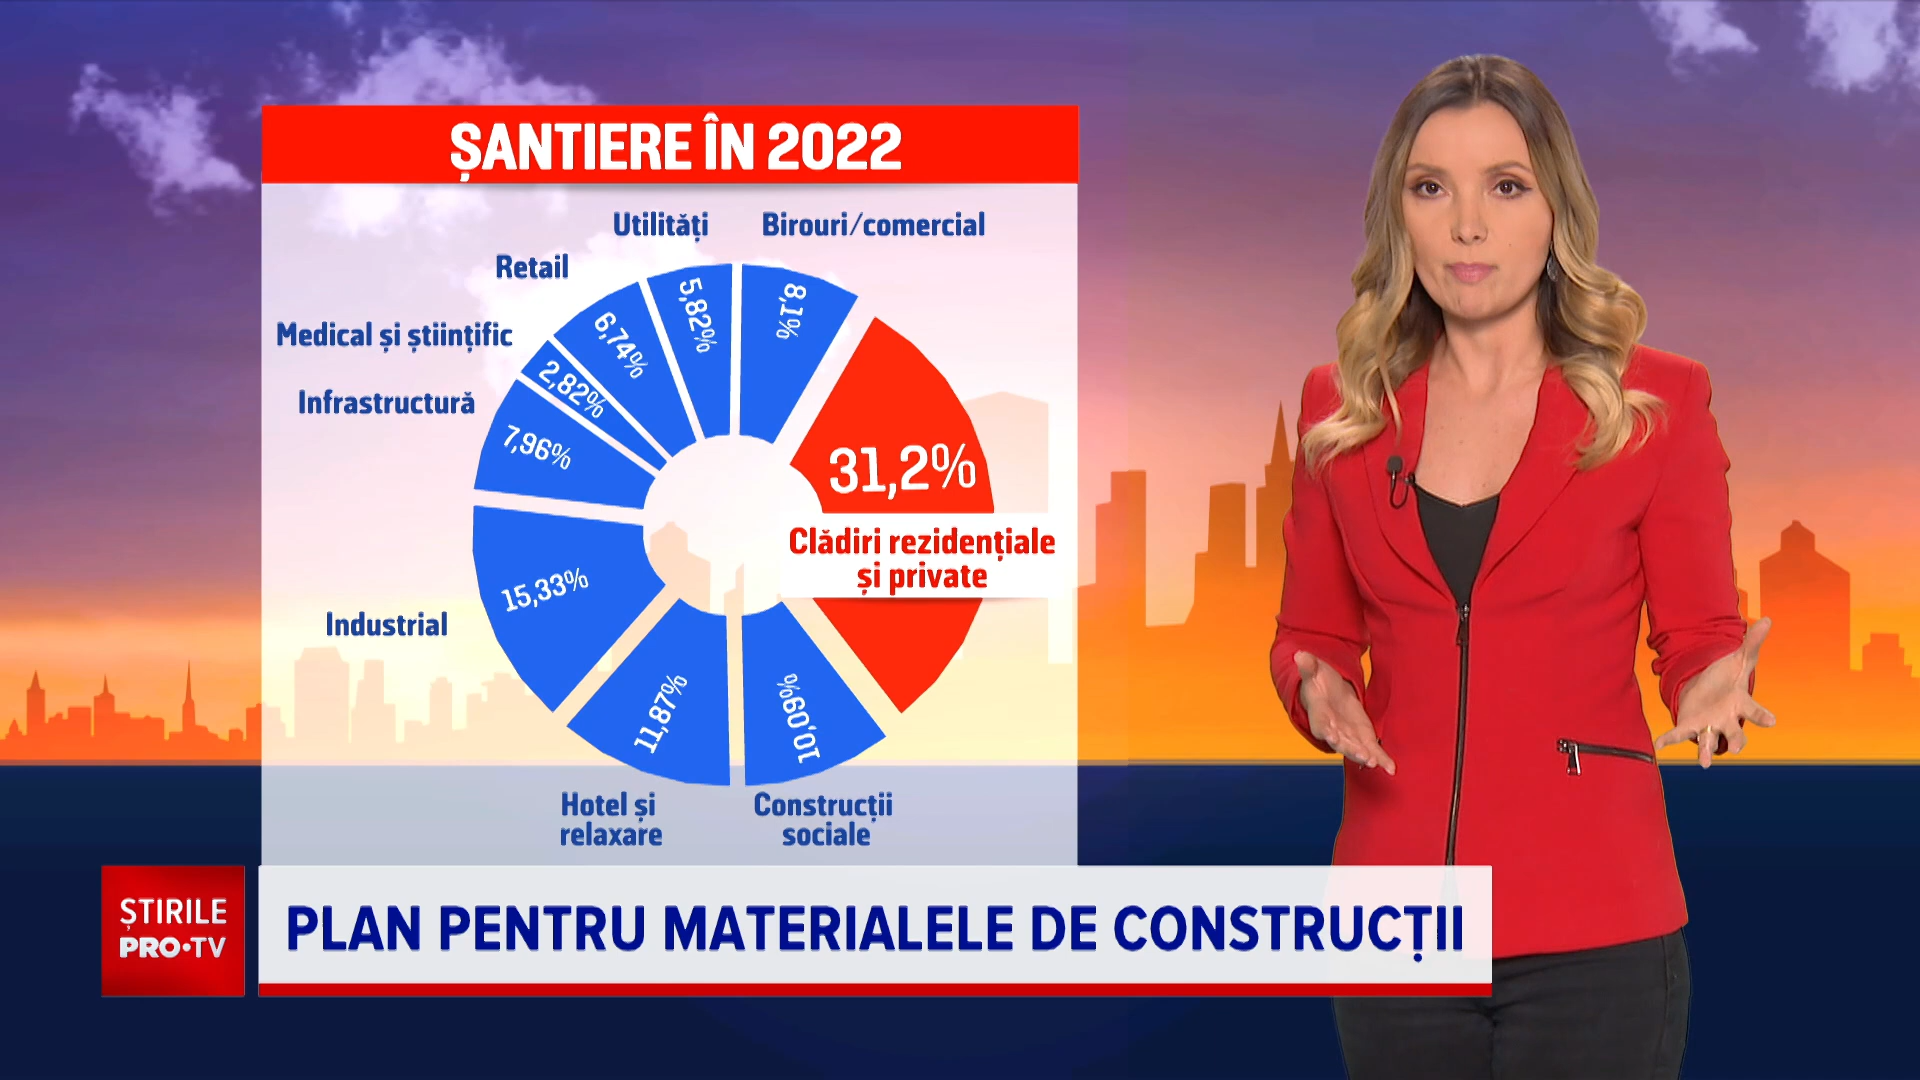 ȘANTIERE ÎN 2022
Utilități
Birouri/comercial
Retail
Medical și științific
Infrastructură
Industrial
Hotel și
relaxare
Construcții
sociale
5,82%
8,1%
6,74%
2,82%
7,96%
15,33%
11,87%
10,09%
31,2%
Clădiri rezidențiale
și private
ȘTIRILE
PRO•TV
PLAN PENTRU MATERIALELE DE CONSTRUCȚII